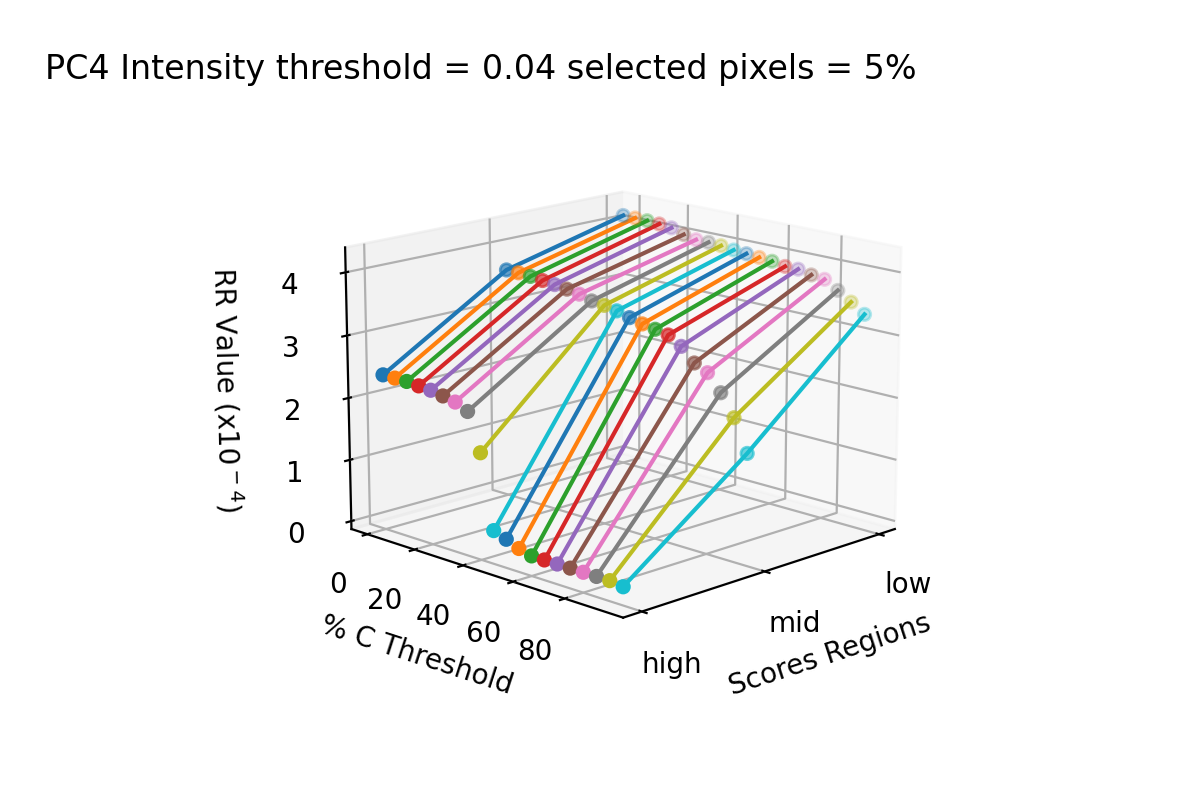 PC4 Intensity threshold = 0.04 selected pixels = 5%
RR Value (x10⁻⁴)
4
3
2
1
0
0
20
40
60
80
% C Threshold
high
mid
low
Scores Regions